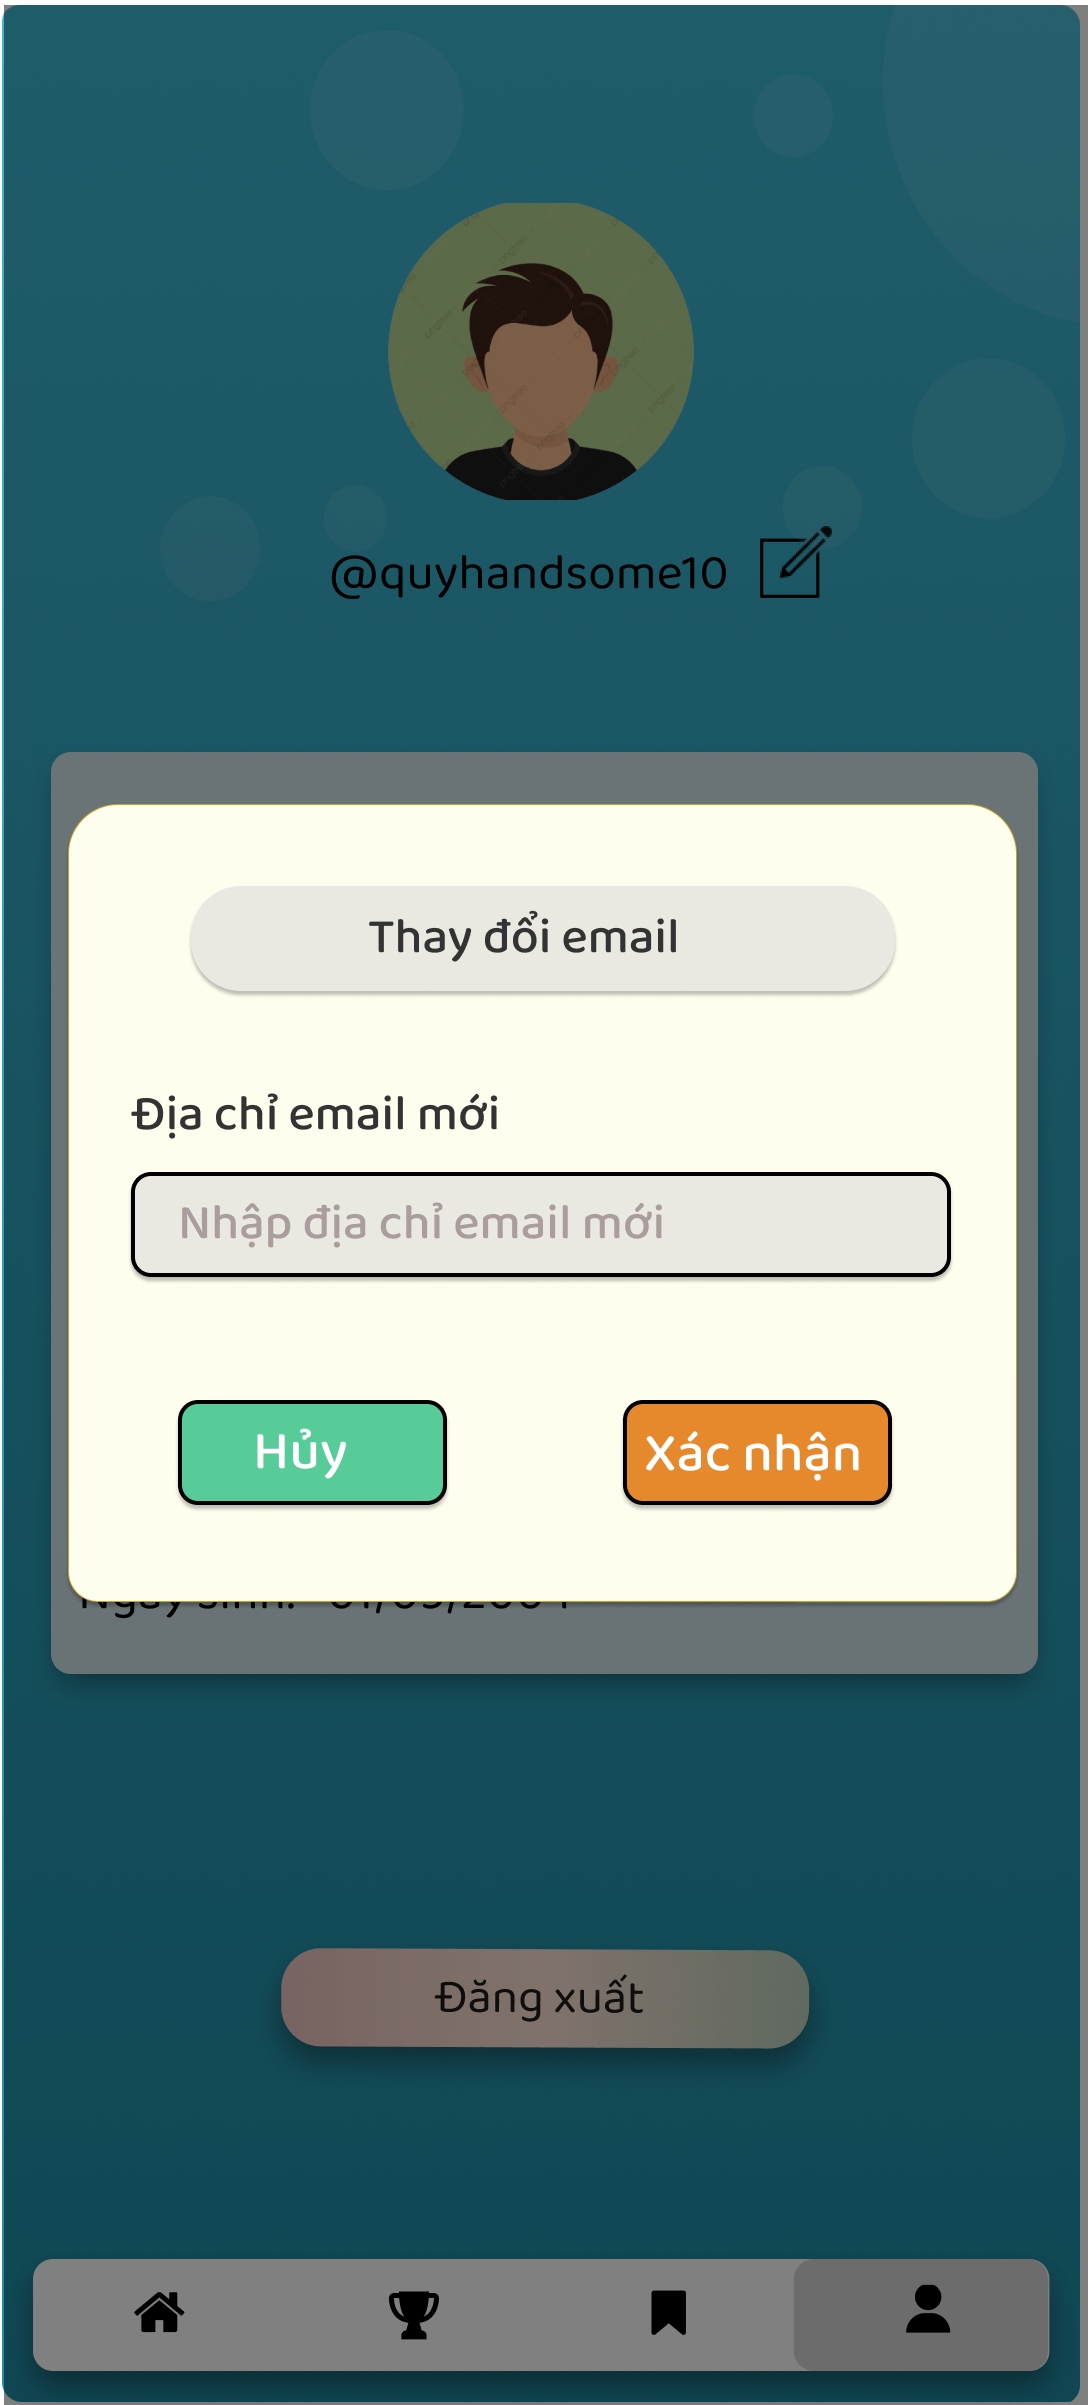 @quyhandsome10
Thay đổi email
Địa chỉ email mới
Nhập địa chỉ email mới
Hủy
Xác nhận
Đăng xuất